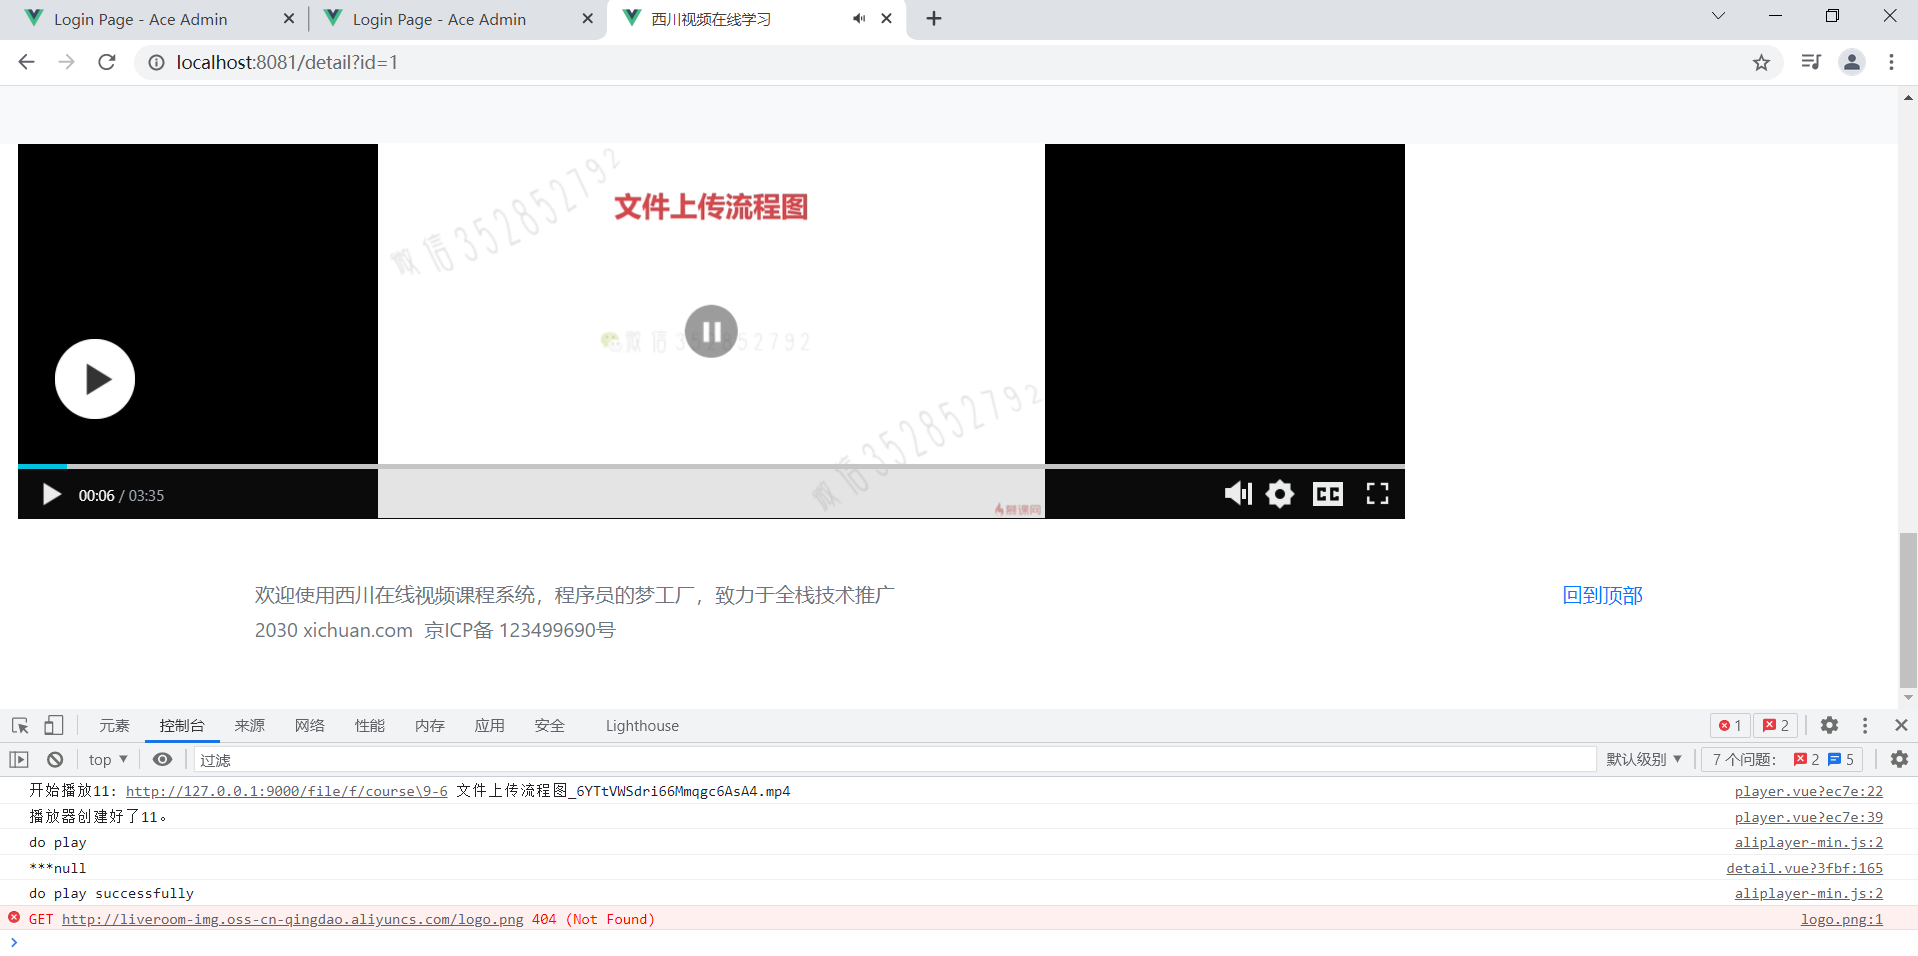 Login Page - Ace Admin
Login Page - Ace Admin
西川视频在线学习
localhost:8081/detail?id=1
微信352852792
文件上传流程图
微信352852792
微信352852792
慕课网
00:06 / 03:35
CC
欢迎使用西川在线视频课程系统，程序员的梦工厂，致力于全栈技术推广
回到顶部
2030 xichuan.com 京ICP备 123499690号
元素 控制台 来源 网络 性能 内存 应用 安全 Lighthouse
1 2
top 过滤 默认级别 7 个问题： 2 5
开始播放11: http://127.0.0.1:9000/file/f/course\9-6 文件上传流程图_6YTtVWSdri66Mmqgc6AsA4.mp4 player.vue?ec7e:22
播放器创建好了11。 player.vue?ec7e:39
do play aliplayer-min.js:2
***null detail.vue?3fbf:165
do play successfully aliplayer-min.js:2
GET http://liveroom-img.oss-cn-qingdao.aliyuncs.com/logo.png 404 (Not Found) logo.png:1